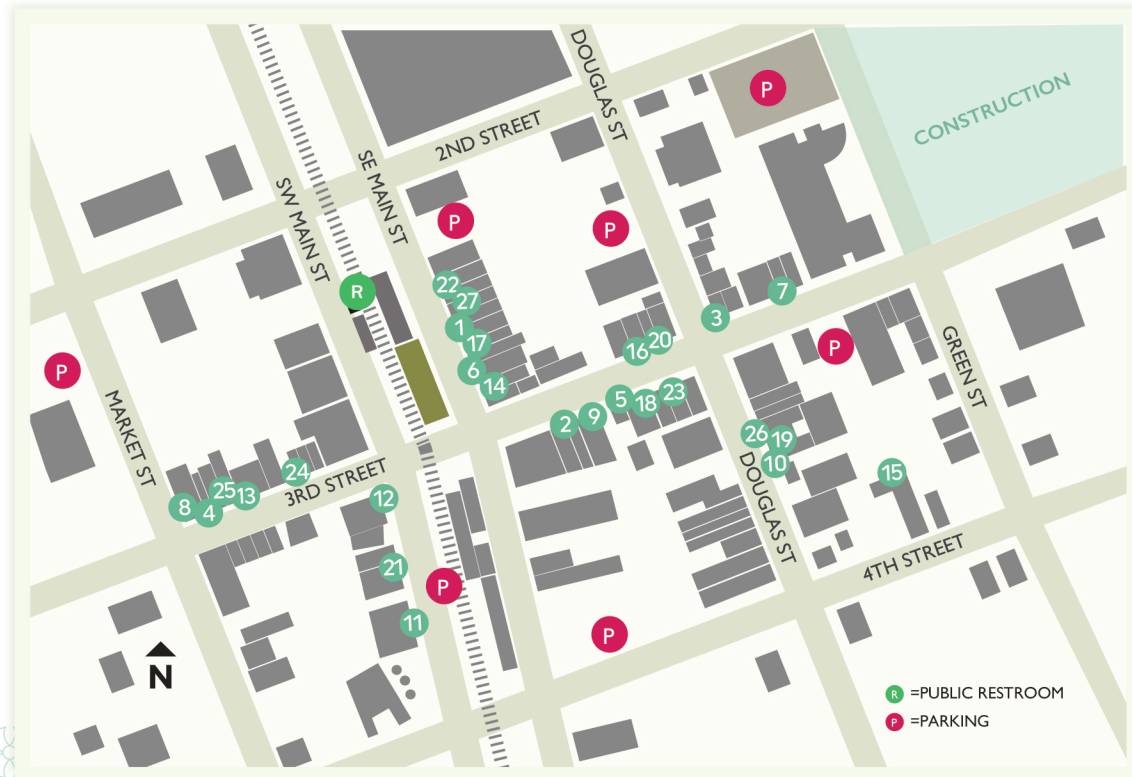 P
CONSTRUCTION
DOUGLAS ST
2ND STREET
SE MAIN ST
SW MAIN ST
P
P
R
22
27
1
17
6
14
7
3
16
20
P
P
MARKET ST
GREEN ST
5
18
23
2
9
26
19
10
DOUGLAS ST
15
24
25
13
8
4
3RD STREET
12
21
P
11
4TH STREET
P
N
R =PUBLIC RESTROOM
P =PARKING